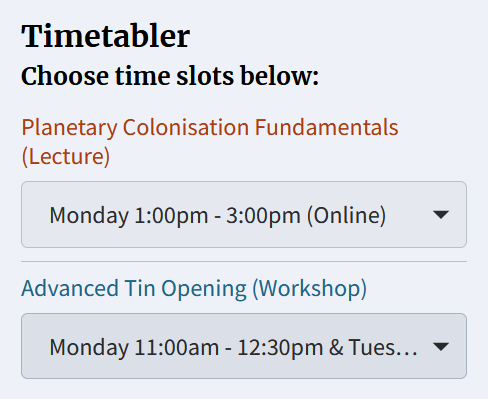 Timetabler
Choose time slots below:
Planetary Colonisation Fundamentals
(Lecture)
Monday 1:00pm - 3:00pm (Online)
Advanced Tin Opening (Workshop)
Monday 11:00am - 12:30pm & Tues...